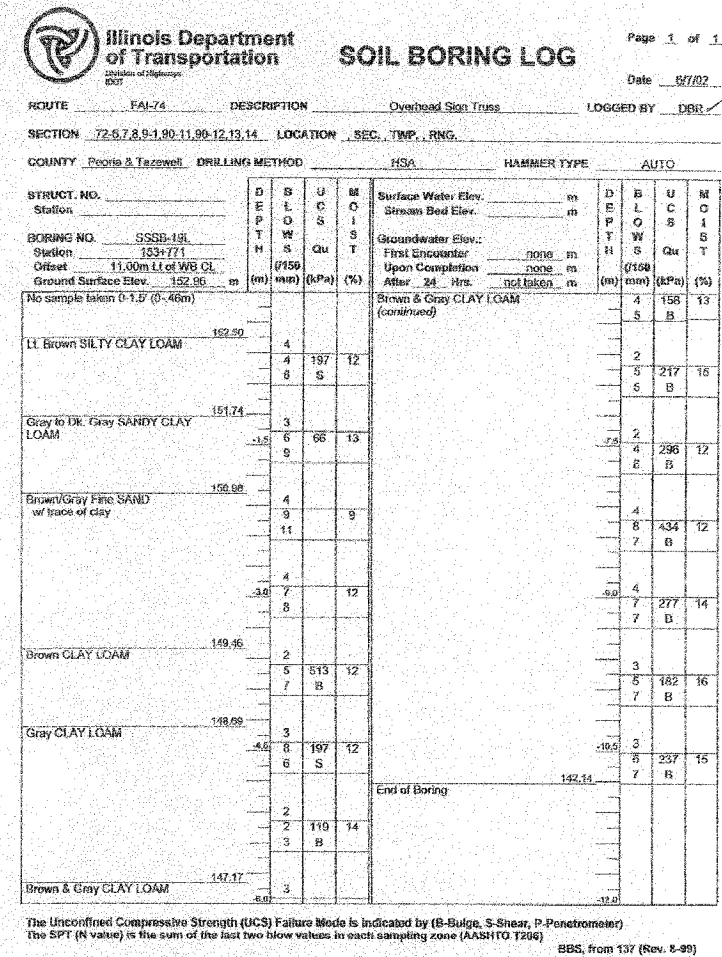 Illinois Department
of Transportation
Division of Highways
IDOT
SOIL BORING LOG
Page 1 of 1
Date 6/7/02
ROUTE FAI-74 DESCRIPTION Overhead Sign Truss LOGGED BY DBR
SECTION 72-6,7,8,9-1,90-11,90-12,13,14 LOCATION , SEC. , TWP. , RNG.
COUNTY Peoria & Tazewell DRILLING METHOD HSA HAMMER TYPE AUTO
STRUCT. NO.
Station
BORING NO. SSSB-19L
Station 153+771
Offset 11.00m Lt of WB CL
Ground Surface Elev. 152.96 m
DEPTH (m)
BLOWS (/150 mm)
UCS Qu (kPa)
MOIST (%)
No sample taken 0-1.5' (0-.46m)
152.50
Lt. Brown SILTY CLAY LOAM
4
4 197 12
6 S
151.74
Gray to Dk. Gray SANDY CLAY
LOAM
3
-1.5 6 66 13
9
150.98
Brown/Gray Fine SAND
w/ trace of clay
4
9 9
11
4
-3.0 7 12
8
149.46
Brown CLAY LOAM
2
5 513 12
7 B
148.69
Gray CLAY LOAM
3
-4.5 8 197 12
6 S
2
2 119 14
3 B
147.17
Brown & Gray CLAY LOAM
3
-6.0
Surface Water Elev. m
Stream Bed Elev. m
Groundwater Elev.:
First Encounter none m
Upon Completion none m
After 24 Hrs. not taken m
DEPTH (m)
BLOWS (/150 mm)
UCS Qu (kPa)
MOIST (%)
Brown & Gray CLAY LOAM
(continued)
4 158 13
5 B
2
5 217 15
5 B
2
-7.5 4 296 12
8 B
4
8 434 12
7 B
-9.0 4
7 277 14
7 B
3
5 182 16
7 B
-10.5 3
6 237 15
7 B
142.14
End of Boring
-12.0
The Unconfined Compressive Strength (UCS) Failure Mode is indicated by (B-Bulge, S-Shear, P-Penetrometer)
The SPT (N value) is the sum of the last two blow values in each sampling zone (AASHTO T206)
BBS, from 137 (Rev. 8-99)